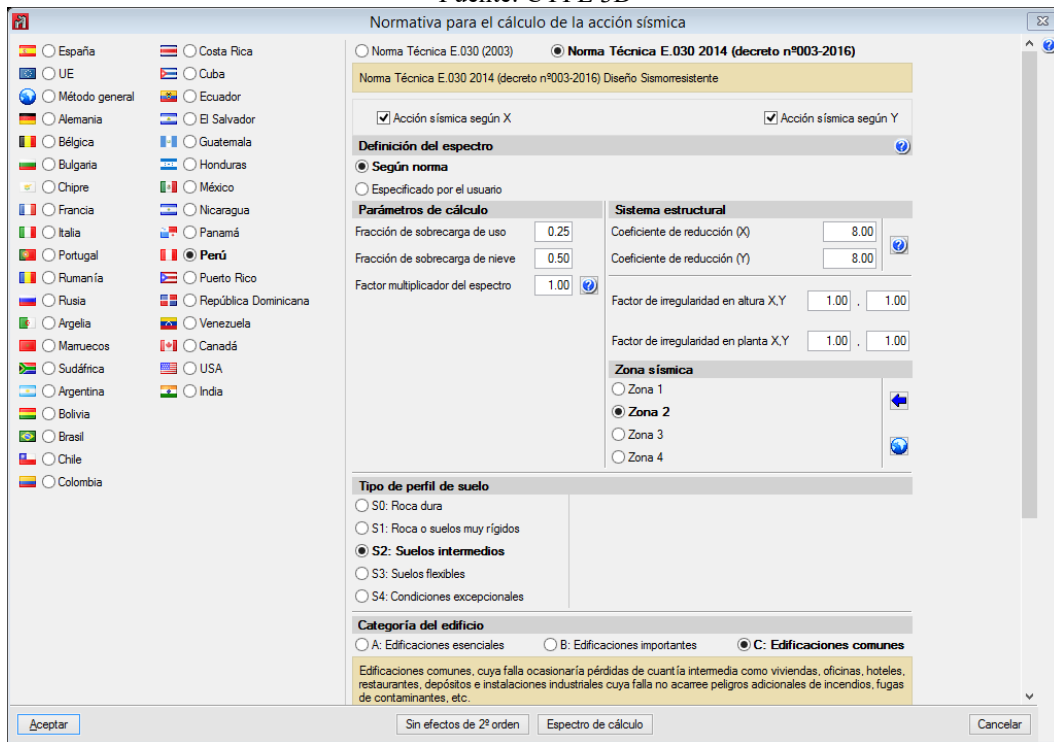 Normativa para el cálculo de la acción sísmica
España
UE
Método general
Alemania
Bélgica
Bulgaria
Chipre
Francia
Italia
Portugal
Rumanía
Rusia
Argelia
Marruecos
Sudáfrica
Argentina
Bolivia
Brasil
Chile
Colombia
Costa Rica
Cuba
Ecuador
El Salvador
Guatemala
Honduras
México
Nicaragua
Panamá
Perú
Puerto Rico
República Dominicana
Venezuela
Canadá
USA
India
Norma Técnica E.030 (2003) Norma Técnica E.030 2014 (decreto nº003-2016)
Norma Técnica E.030 2014 (decreto nº003-2016) Diseño Sismorresistente
Acción sísmica según X Acción sísmica según Y
Definición del espectro
Según norma
Especificado por el usuario
Parámetros de cálculo
Fracción de sobrecarga de uso 0.25
Fracción de sobrecarga de nieve 0.50
Factor multiplicador del espectro 1.00
Sistema estructural
Coeficiente de reducción (X) 8.00
Coeficiente de reducción (Y) 8.00
Factor de irregularidad en altura X,Y 1.00 , 1.00
Factor de irregularidad en planta X,Y 1.00 , 1.00
Zona sísmica
Zona 1
Zona 2
Zona 3
Zona 4
Tipo de perfil de suelo
S0: Roca dura
S1: Roca o suelos muy rígidos
S2: Suelos intermedios
S3: Suelos flexibles
S4: Condiciones excepcionales
Categoría del edificio
A: Edificaciones esenciales B: Edificaciones importantes C: Edificaciones comunes
Edificaciones comunes, cuya falla ocasionaría pérdidas de cuantía intermedia como viviendas, oficinas, hoteles,
restaurantes, depósitos e instalaciones industriales cuya falla no acarree peligros adicionales de incendios, fugas
de contaminantes, etc.
Aceptar Sin efectos de 2º orden Espectro de cálculo Cancelar